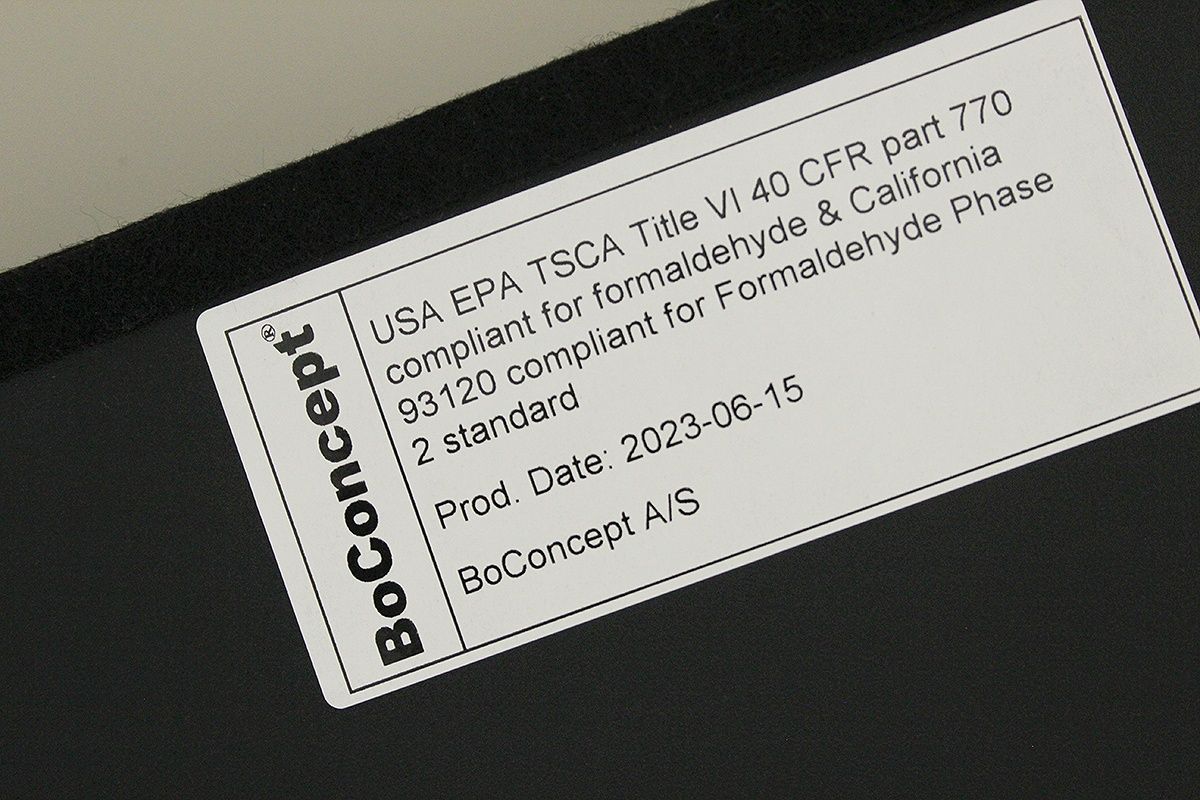 BoConcept®
USA EPA TSCA Title VI 40 CFR part 770
compliant for formaldehyde & California
93120 compliant for Formaldehyde Phase
2 standard
Prod. Date: 2023-06-15
BoConcept A/S